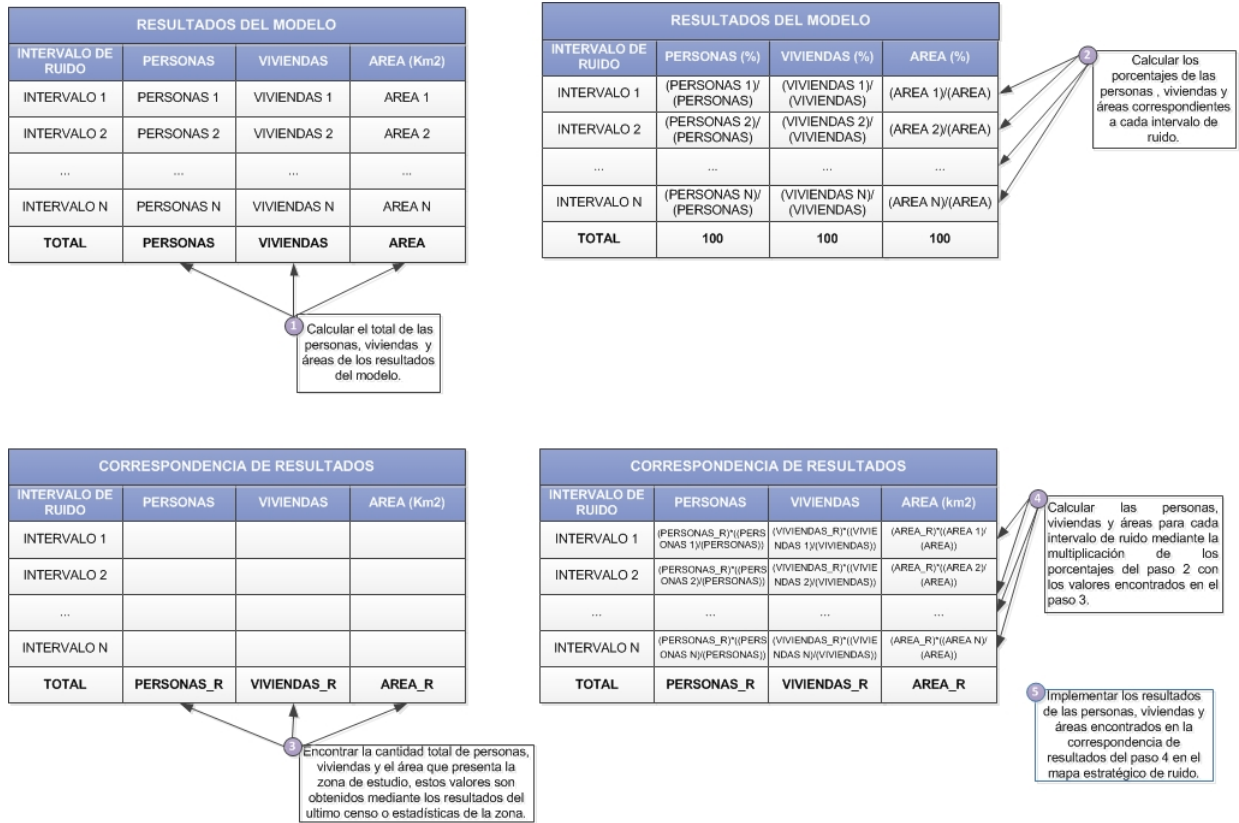 RESULTADOS DEL MODELO
INTERVALO DE
RUIDO
PERSONAS
VIVIENDAS
AREA (Km2)
INTERVALO 1
PERSONAS 1
VIVIENDAS 1
AREA 1
INTERVALO 2
PERSONAS 2
VIVIENDAS 2
AREA 2
...
...
...
...
INTERVALO N
PERSONAS N
VIVIENDAS N
AREA N
TOTAL
PERSONAS
VIVIENDAS
AREA
1
Calcular el total de las
personas, viviendas y
áreas de los resultados
del modelo.
RESULTADOS DEL MODELO
INTERVALO DE
RUIDO
PERSONAS (%)
VIVIENDAS (%)
AREA (%)
INTERVALO 1
(PERSONAS 1)/
(PERSONAS)
(VIVIENDAS 1)/
(VIVIENDAS)
(AREA 1)/(AREA)
INTERVALO 2
(PERSONAS 2)/
(PERSONAS)
(VIVIENDAS 2)/
(VIVIENDAS)
(AREA 2)/(AREA)
...
...
...
...
INTERVALO N
(PERSONAS N)/
(PERSONAS)
(VIVIENDAS N)/
(VIVIENDAS)
(AREA N)/(AREA)
TOTAL
100
100
100
2
Calcular los
porcentajes de las
personas , viviendas y
áreas correspondientes
a cada intervalo de
ruido.
CORRESPONDENCIA DE RESULTADOS
INTERVALO DE
RUIDO
PERSONAS
VIVIENDAS
AREA (Km2)
INTERVALO 1
INTERVALO 2
...
INTERVALO N
TOTAL
PERSONAS_R
VIVIENDAS_R
AREA_R
3
Encontrar la cantidad total de personas,
viviendas y el área que presenta la
zona de estudio, estos valores son
obtenidos mediante los resultados del
ultimo censo o estadísticas de la zona.
CORRESPONDENCIA DE RESULTADOS
INTERVALO DE
RUIDO
PERSONAS
VIVIENDAS
AREA (km2)
INTERVALO 1
(PERSONAS_R)*((PERS
ONAS 1)/(PERSONAS))
(VIVIENDAS_R)*((VIVIE
NDAS 1)/(VIVIENDAS))
(AREA_R)*((AREA 1)/
(AREA))
INTERVALO 2
(PERSONAS_R)*((PERS
ONAS 2)/(PERSONAS))
(VIVIENDAS_R)*((VIVIE
NDAS 2)/(VIVIENDAS))
(AREA_R)*((AREA 2)/
(AREA))
...
...
...
...
INTERVALO N
(PERSONAS_R)*((PERS
ONAS N)/(PERSONAS))
(VIVIENDAS_R)*((VIVIE
NDAS N)/(VIVIENDAS))
(AREA_R)*((AREA N)/
(AREA))
TOTAL
PERSONAS_R
VIVIENDAS_R
AREA_R
4
Calcular las personas,
viviendas y áreas para cada
intervalo de ruido mediante la
multiplicación de los
porcentajes del paso 2 con
los valores encontrados en el
paso 3.
5
Implementar los resultados
de las personas, viviendas y
áreas encontrados en la
correspondencia de
resultados del paso 4 en el
mapa estratégico de ruido.